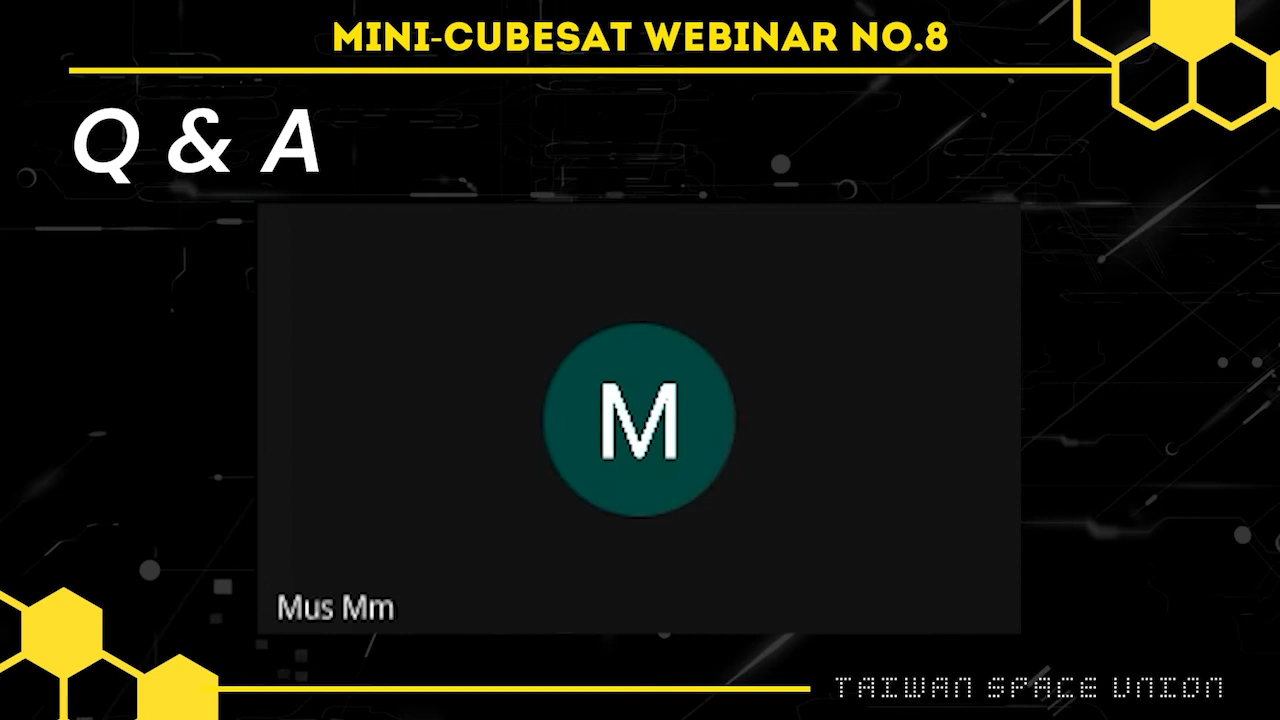 MINI-CUBESAT WEBINAR NO.8
Q & A
M
Mus Mm
TAIWAN SPACE UNION